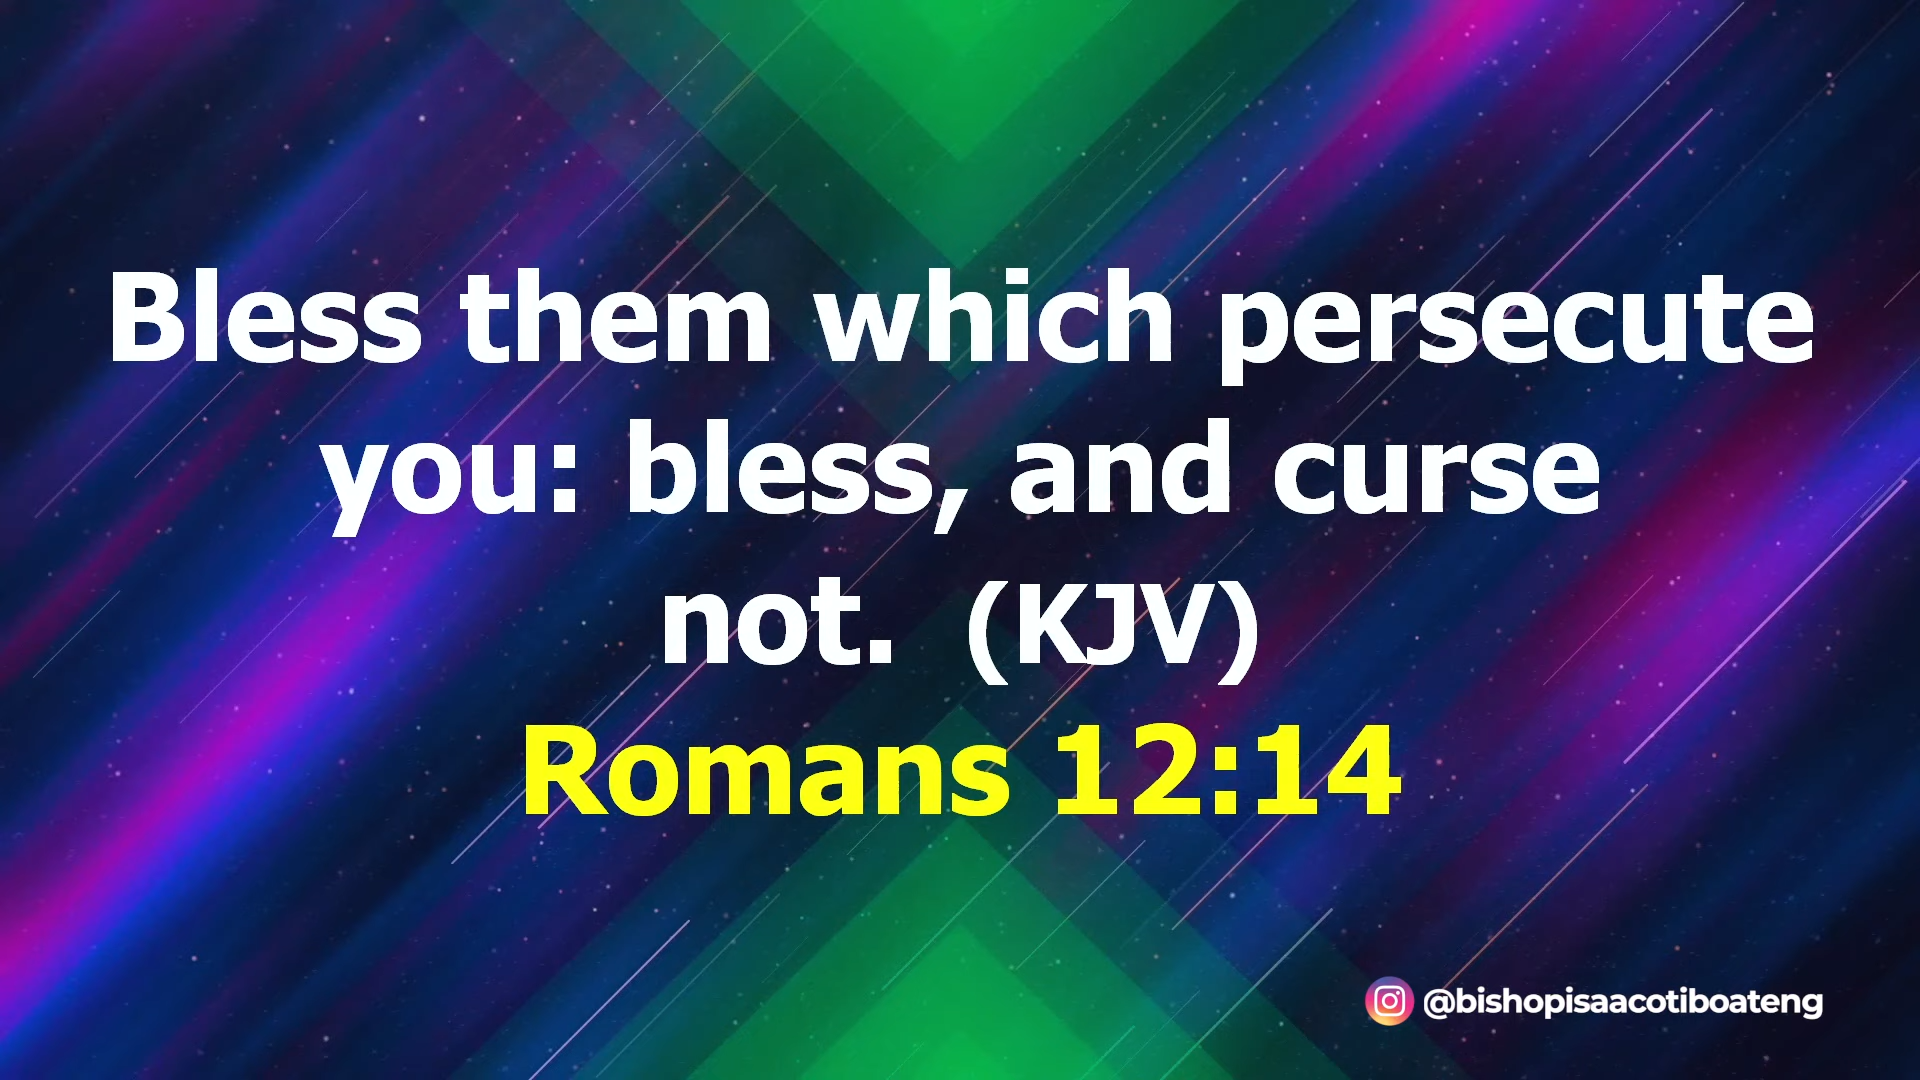 Bless them which persecute
you: bless, and curse
not.  (KJV)
Romans 12:14
@bishopisaacotiboateng